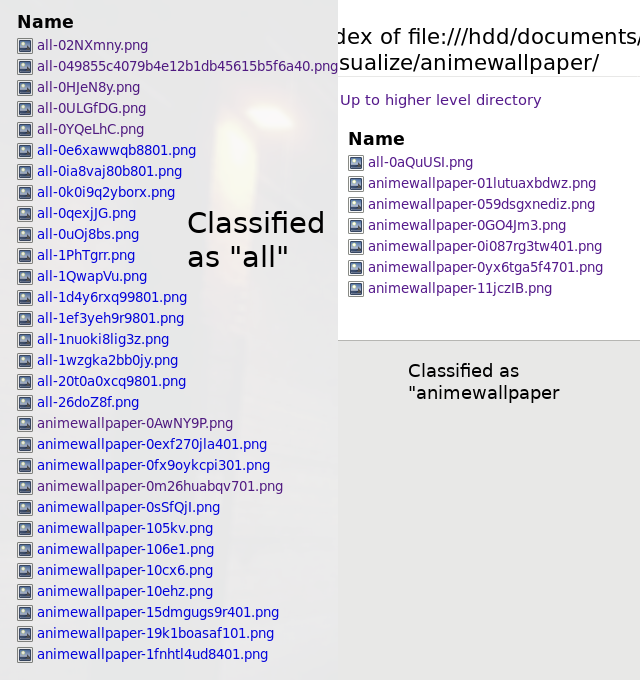 Name
all-02NXmny.png
all-049855c4079b4e12b1db45615b5f6a40.png
all-0HJeN8y.png
all-0ULGfDG.png
all-0YQeLhC.png
all-0e6xawwqb8801.png
all-0ia8vaj80b801.png
all-0k0i9q2yborx.png
all-0qexjJG.png
all-0uOj8bs.png
all-1PhTgrr.png
all-1QwapVu.png
all-1d4y6rxq99801.png
all-1ef3yeh9r9801.png
all-1nuoki8lig3z.png
all-1wzgka2bb0jy.png
all-20t0a0xcq9801.png
all-26doZ8f.png
animewallpaper-0AwNY9P.png
animewallpaper-0exf270jla401.png
animewallpaper-0fx9oykcpi301.png
animewallpaper-0m26huabqv701.png
animewallpaper-0sSfQjI.png
animewallpaper-105kv.png
animewallpaper-106e1.png
animewallpaper-10cx6.png
animewallpaper-10ehz.png
animewallpaper-15dmgugs9r401.png
animewallpaper-19k1boasaf101.png
animewallpaper-1fnhtl4ud8401.png
Classified
as "all"
dex of file:///hdd/documents/
sualize/animewallpaper/
Up to higher level directory
Name
all-0aQuUSI.png
animewallpaper-01lutuaxbdwz.png
animewallpaper-059dsgxnediz.png
animewallpaper-0GO4Jm3.png
animewallpaper-0i087rg3tw401.png
animewallpaper-0yx6tga5f4701.png
animewallpaper-11jczIB.png
Classified as
"animewallpaper